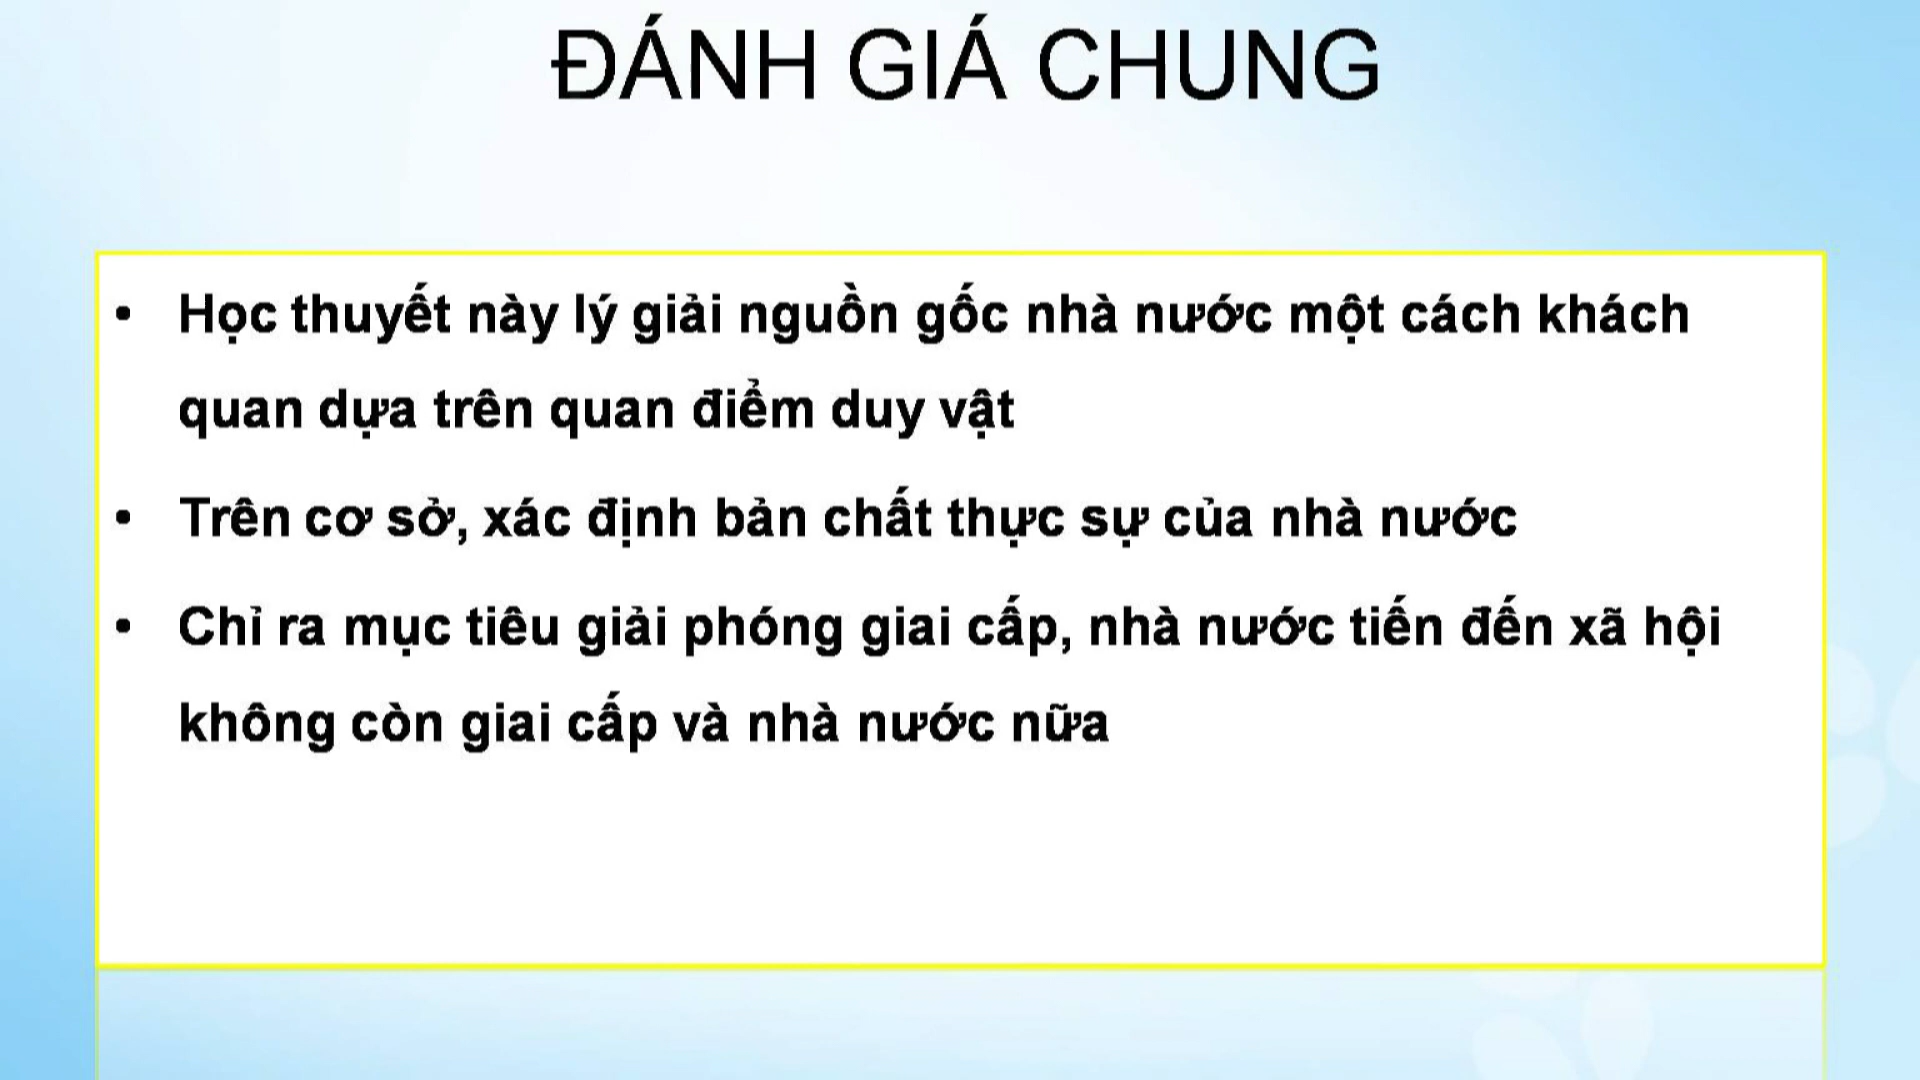 ĐÁNH GIÁ CHUNG
• Học thuyết này lý giải nguồn gốc nhà nước một cách khách
quan dựa trên quan điểm duy vật
• Trên cơ sở, xác định bản chất thực sự của nhà nước
• Chỉ ra mục tiêu giải phóng giai cấp, nhà nước tiến đến xã hội
không còn giai cấp và nhà nước nữa